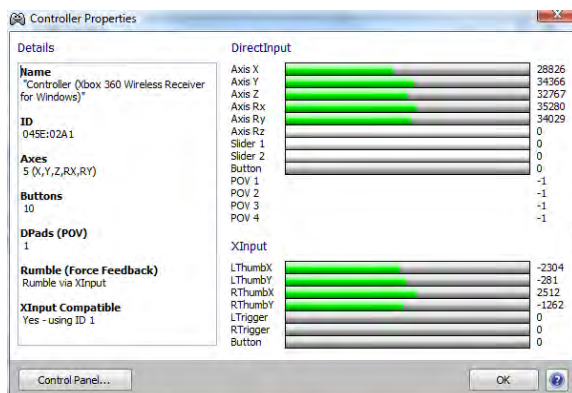 Controller Properties
Details
Name
"Controller (Xbox 360 Wireless Receiver
for Windows)"
ID
045E:02A1
Axes
5 (X,Y,Z,RX,RY)
Buttons
10
DPads (POV)
1
Rumble (Force Feedback)
Rumble via XInput
XInput Compatible
Yes - using ID 1
DirectInput
Axis X 28826
Axis Y 34366
Axis Z 32767
Axis Rx 35280
Axis Ry 34029
Axis Rz 0
Slider 1 0
Slider 2 0
Button 0
POV 1 -1
POV 2 -1
POV 3 -1
POV 4 -1
XInput
LThumbX -2304
LThumbY -281
RThumbX 2512
RThumbY -1262
LTrigger 0
RTrigger 0
Button 0
Control Panel...
OK
?